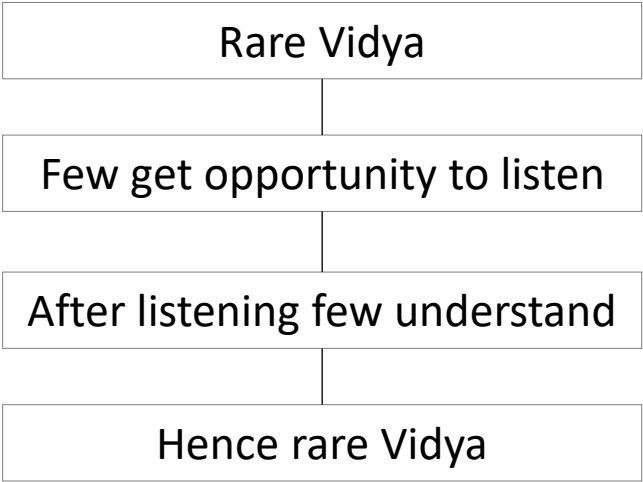 Rare Vidya
Few get opportunity to listen
After listening few understand
Hence rare Vidya